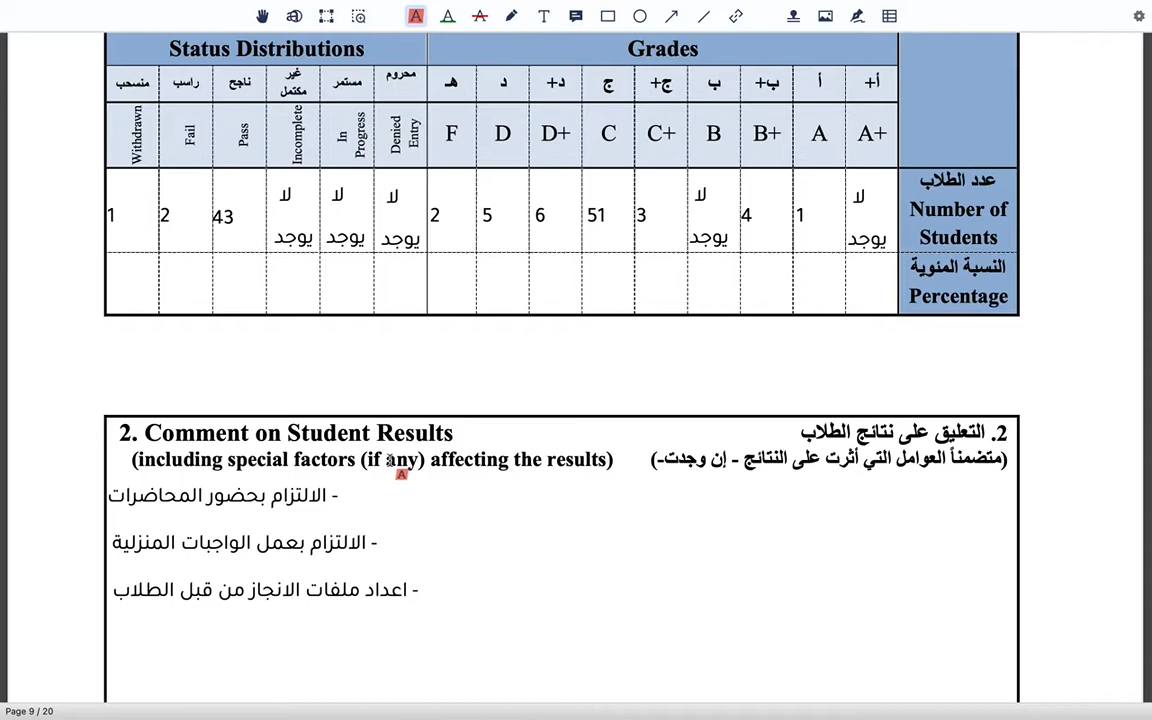 Status Distributions Grades
منسحب راسب ناجح غير مكتمل مستمر محروم هـ د د+ ج ج+ ب ب+ أ أ+
Withdrawn Fail Pass Incomplete In Progress Denied Entry F D D+ C C+ B B+ A A+
عدد الطلاب
Number of Students
1 2 43 لا يوجد لا يوجد لا يوجد 2 5 6 51 3 لا يوجد 4 1 لا يوجد
النسبة المئوية
Percentage
2. Comment on Student Results 2. التعليق على نتائج الطلاب
(including special factors (if any) affecting the results) (متضمناً العوامل التي أثرت على النتائج - إن وجدت-)
- الالتزام بحضور المحاضرات
- الالتزام بعمل الواجبات المنزلية
- اعداد ملفات الانجاز من قبل الطلاب
Page 9 / 20